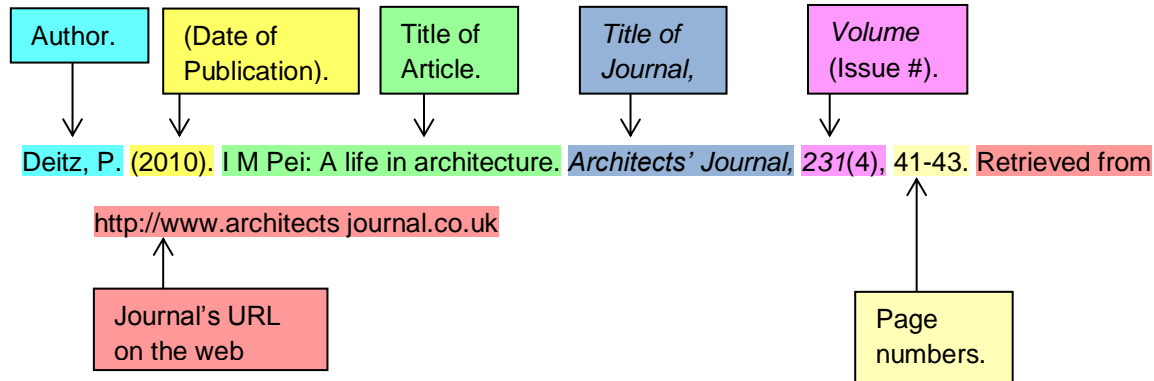 Author.
(Date of
Publication).
Title of
Article.
Title of
Journal,
Volume
(Issue #).
Deitz, P. (2010). I M Pei: A life in architecture. Architects' Journal, 231(4), 41-43. Retrieved from
http://www.architects journal.co.uk
Journal's URL
on the web
Page
numbers.